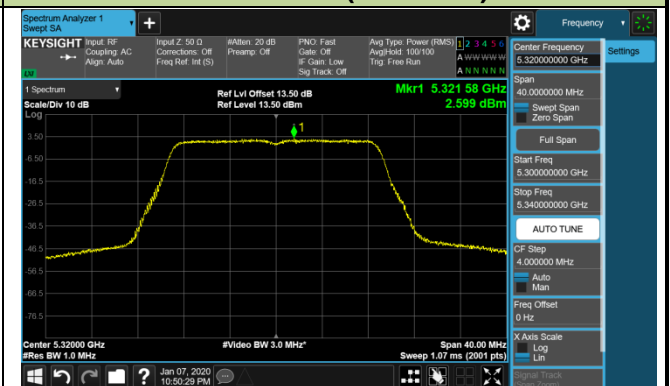 Spectrum Analyzer 1
Swept SA
Frequency
KEYSIGHT
Input: RF
Coupling: AC
Align: Auto
Input Z: 50 Ω
Corrections: Off
Freq Ref: Int (S)
#Atten: 20 dB
Preamp: Off
PNO: Fast
Gate: Off
IF Gain: Low
Sig Track: Off
Avg Type: Power (RMS)
Avg|Hold: 100/100
Trig: Free Run
1 2 3 4 5 6
A W W W W W
A N N N N N
LXI
1 Spectrum
Scale/Div 10 dB
Log
Ref Lvl Offset 13.50 dB
Ref Level 13.50 dBm
Mkr1 5.321 58 GHz
2.599 dBm
1
3.50
-6.50
-16.5
-26.5
-36.5
-46.5
-56.5
-66.5
-76.5
Center 5.32000 GHz
#Res BW 1.0 MHz
#Video BW 3.0 MHz*
Span 40.00 MHz
Sweep 1.07 ms (2001 pts)
Jan 07, 2020
10:50:29 PM
Center Frequency
5.320000000 GHz
Settings
Span
40.0000000 MHz
Swept Span
Zero Span
Full Span
Start Freq
5.300000000 GHz
Stop Freq
5.340000000 GHz
AUTO TUNE
CF Step
4.000000 MHz
Auto
Man
Freq Offset
0 Hz
X Axis Scale
Log
Lin
Signal Track
(Span Zoom)